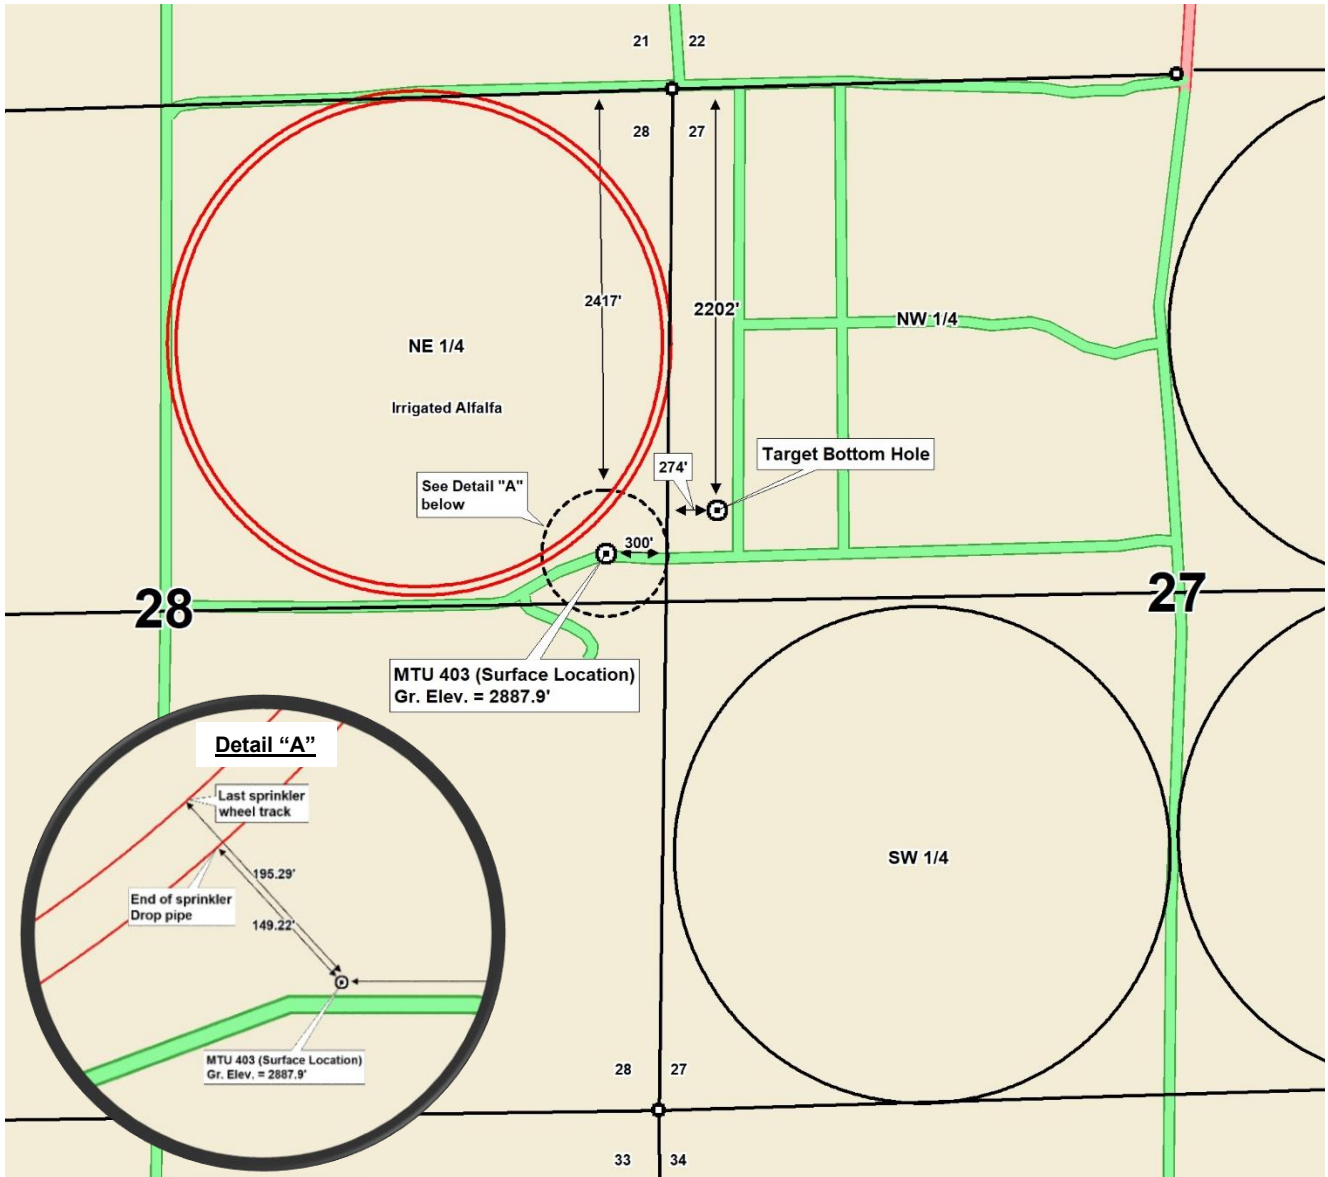 21
22
28
27
2417'
2202'
NW 1/4
NE 1/4
Irrigated Alfalfa
274'
Target Bottom Hole
See Detail "A"
below
300'
28
27
MTU 403 (Surface Location)
Gr. Elev. = 2887.9'
Detail “A”
Last sprinkler
wheel track
195.29'
End of sprinkler
Drop pipe
149.22'
MTU 403 (Surface Location)
Gr. Elev. = 2887.9'
SW 1/4
28
27
33
34